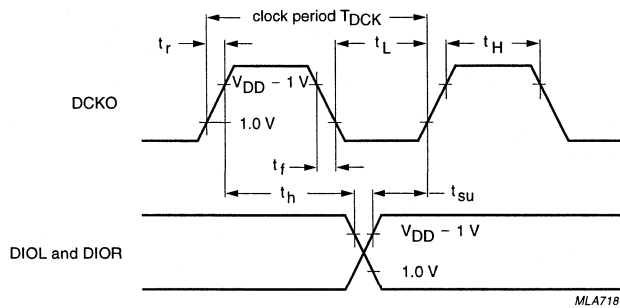 clock period T_DCK
t_r
t_L
t_H
DCKO
V_DD – 1 V
1.0 V
t_f
t_h
t_su
DIOL and DIOR
V_DD – 1 V
1.0 V
MLA718